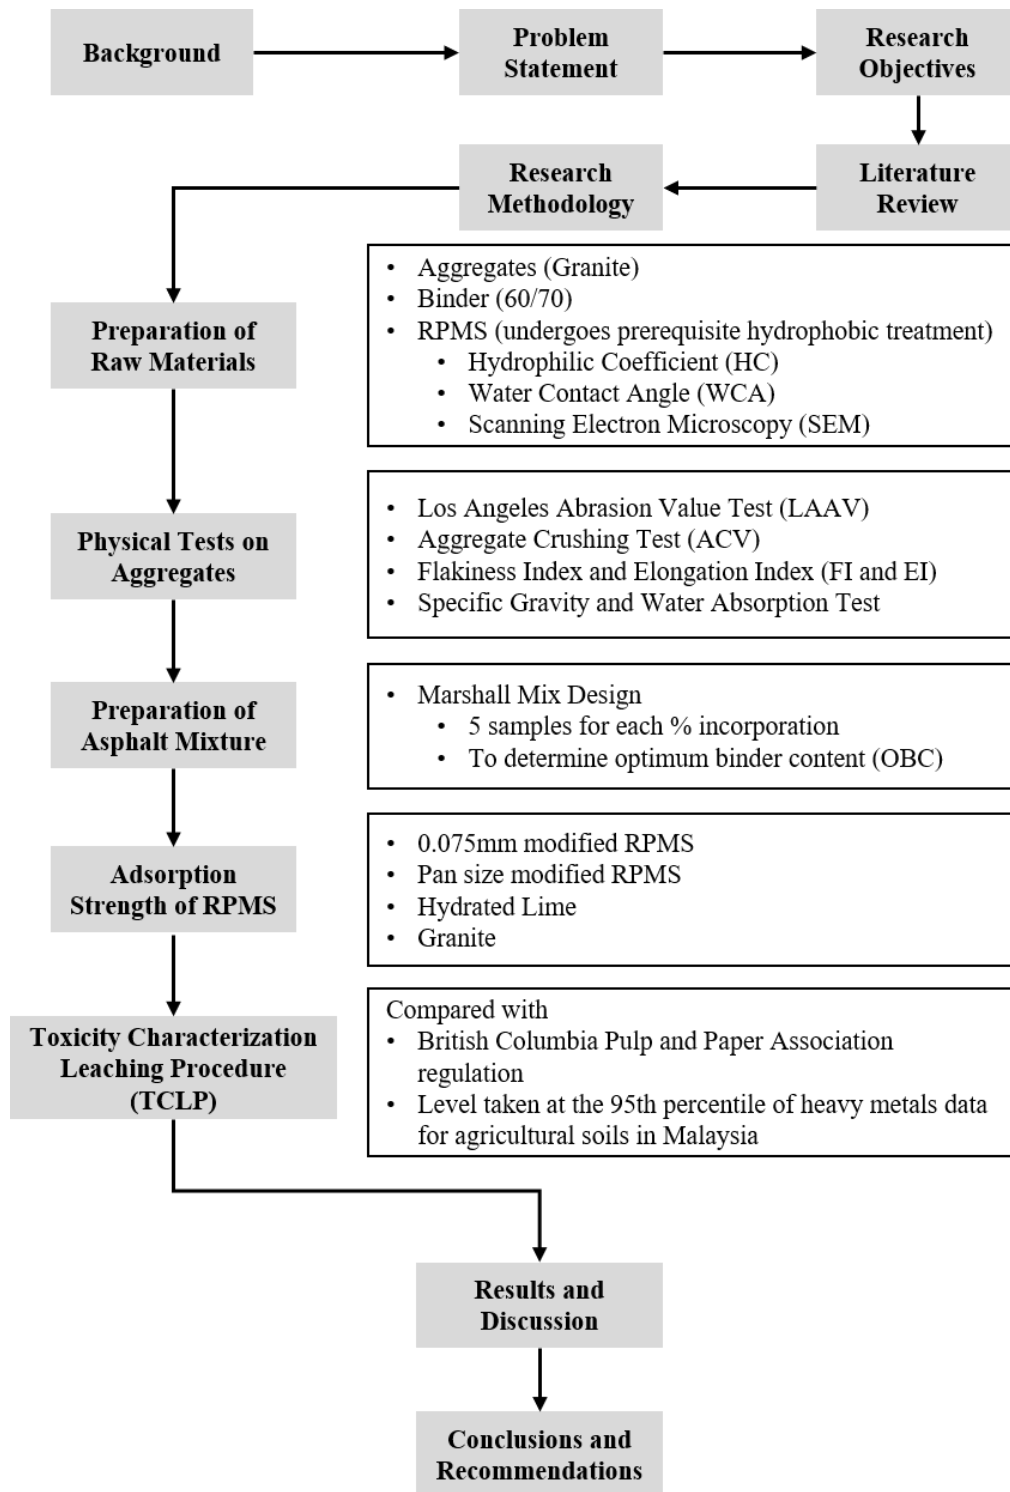 Background
Problem
Statement
Research
Objectives
Research
Methodology
Literature
Review
Preparation of
Raw Materials
• Aggregates (Granite)
• Binder (60/70)
• RPMS (undergoes prerequisite hydrophobic treatment)
• Hydrophilic Coefficient (HC)
• Water Contact Angle (WCA)
• Scanning Electron Microscopy (SEM)
Physical Tests on
Aggregates
• Los Angeles Abrasion Value Test (LAAV)
• Aggregate Crushing Test (ACV)
• Flakiness Index and Elongation Index (FI and EI)
• Specific Gravity and Water Absorption Test
Preparation of
Asphalt Mixture
• Marshall Mix Design
• 5 samples for each % incorporation
• To determine optimum binder content (OBC)
Adsorption
Strength of RPMS
• 0.075mm modified RPMS
• Pan size modified RPMS
• Hydrated Lime
• Granite
Toxicity Characterization
Leaching Procedure
(TCLP)
Compared with
• British Columbia Pulp and Paper Association
regulation
• Level taken at the 95th percentile of heavy metals data
for agricultural soils in Malaysia
Results and
Discussion
Conclusions and
Recommendations